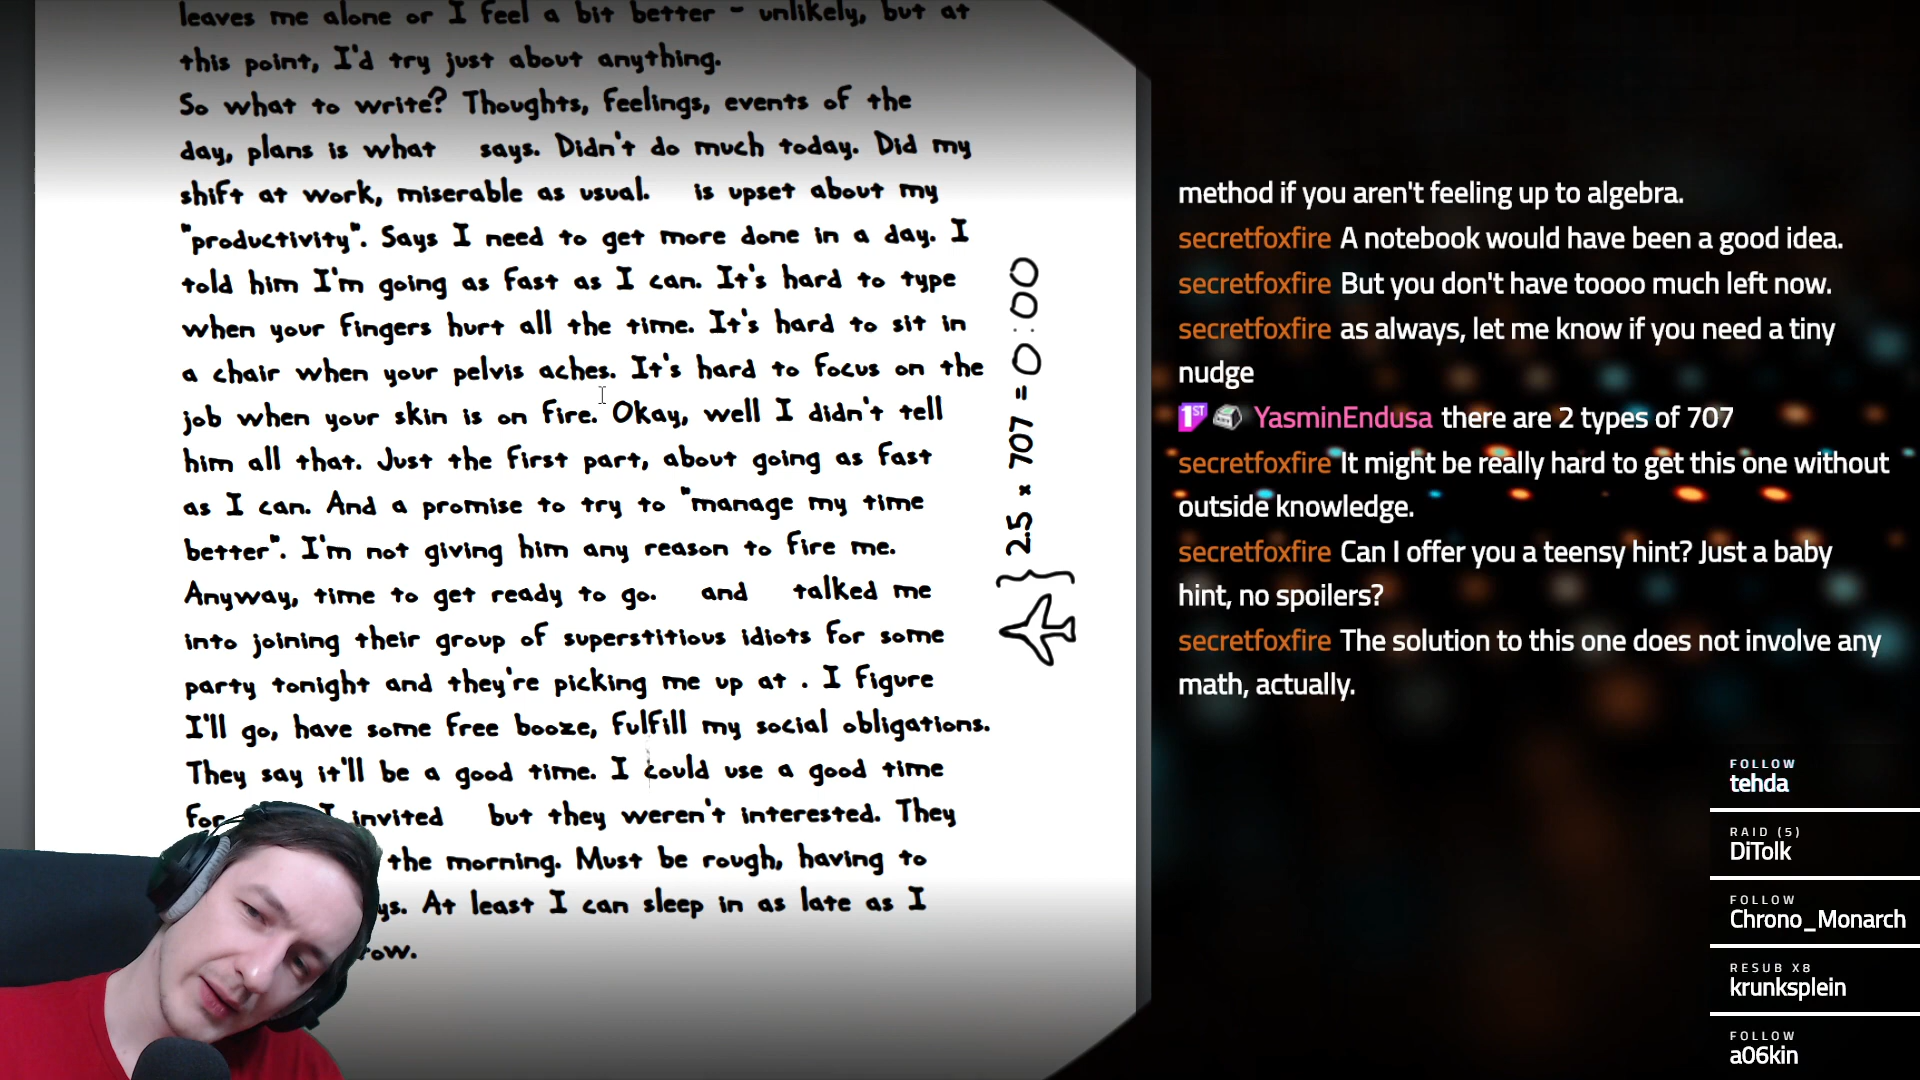 leaves me alone or I feel a bit better - unlikely, but at
this point, I'd try just about anything.
So what to write? Thoughts, feelings, events of the
day, plans is what says. Didn't do much today. Did my
shift at work, miserable as usual. is upset about my
"productivity". Says I need to get more done in a day. I
told him I'm going as fast as I can. It's hard to type
when your fingers hurt all the time. It's hard to sit in
a chair when your pelvis aches. It's hard to focus on the
job when your skin is on fire. Okay, well I didn't tell
him all that. Just the first part, about going as fast
as I can. And a promise to try to "manage my time
better". I'm not giving him any reason to fire me.
Anyway, time to get ready to go. and talked me
into joining their group of superstitious idiots for some
party tonight and they're picking me up at . I figure
I'll go, have some free booze, fulfill my social obligations.
They say it'll be a good time. I could use a good time
for invited but they weren't interested. They
the morning. Must be rough, having to
At least I can sleep in as late as I
2.5 × 707 = 0:00
method if you aren't feeling up to algebra.
secretfoxfire A notebook would have been a good idea.
secretfoxfire But you don't have toooo much left now.
secretfoxfire as always, let me know if you need a tiny
nudge
1ST YasminEndusa there are 2 types of 707
secretfoxfire It might be really hard to get this one without
outside knowledge.
secretfoxfire Can I offer you a teensy hint? Just a baby
hint, no spoilers?
secretfoxfire The solution to this one does not involve any
math, actually.
FOLLOW
tehda
RAID (5)
DiTolk
FOLLOW
Chrono_Monarch
RESUB X8
krunksplein
FOLLOW
a06kin